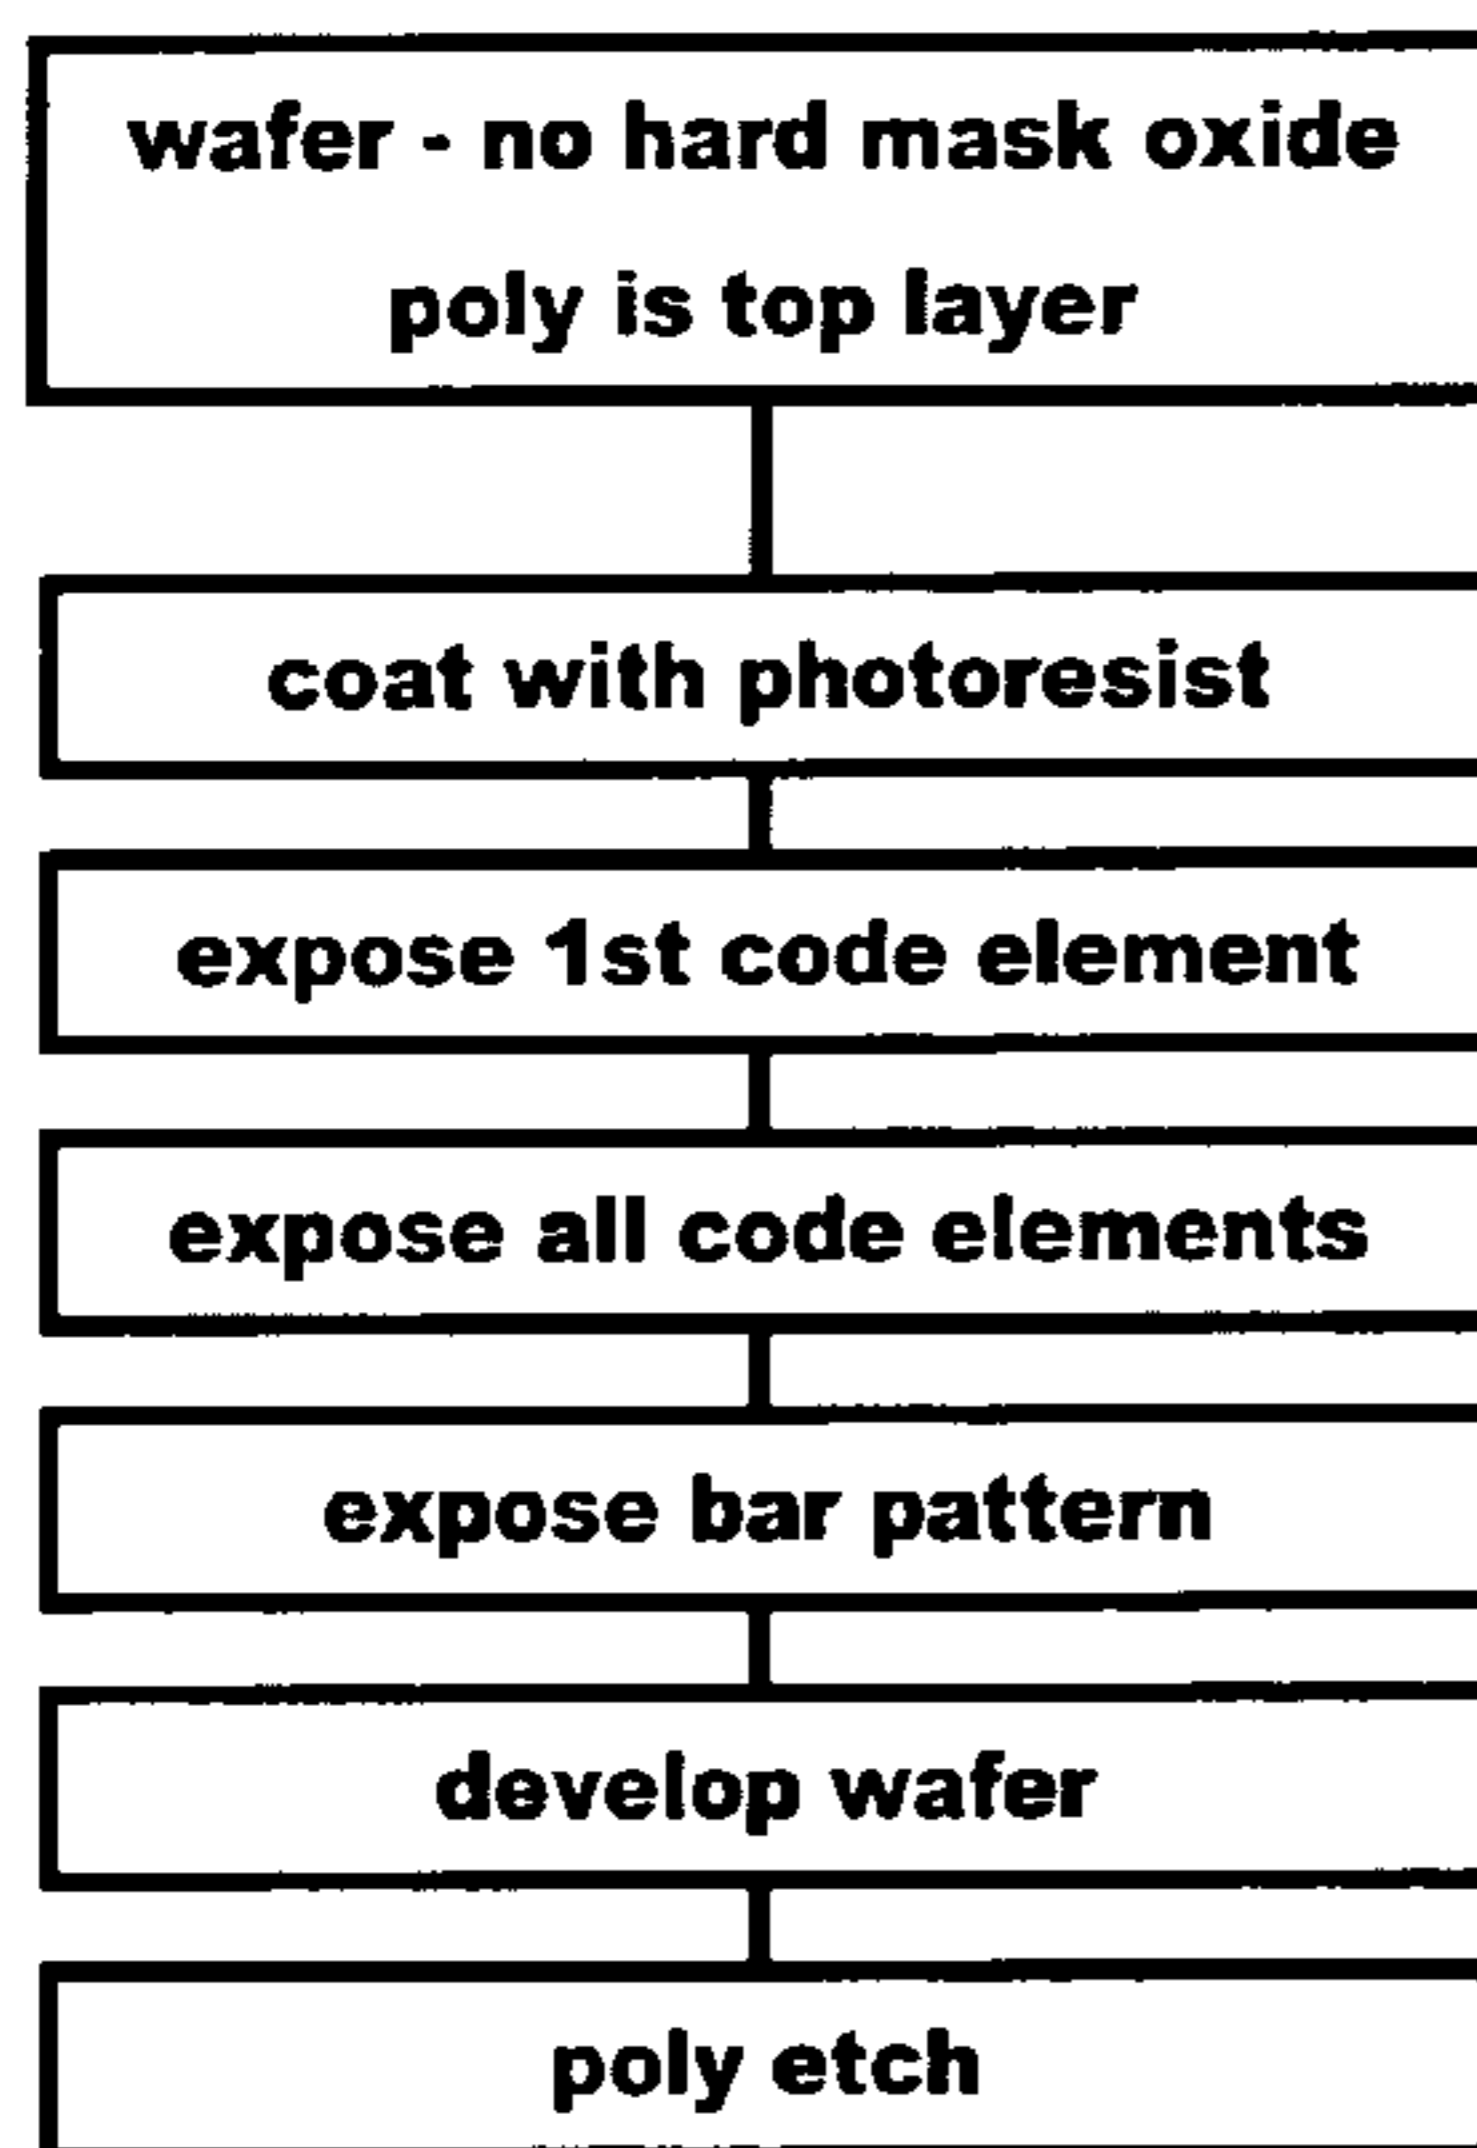 wafer - no hard mask oxide
poly is top layer
coat with photoresist
expose 1st code element
expose all code elements
expose bar pattern
develop wafer
poly etch